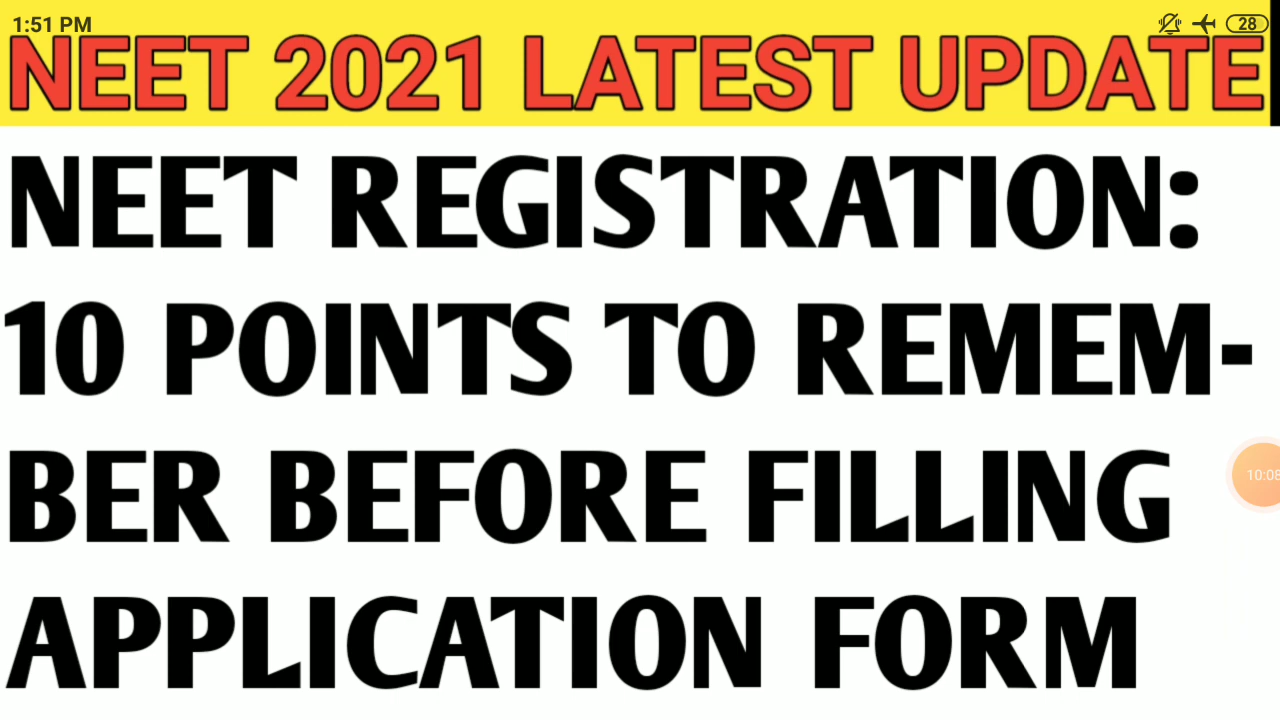 1:51 PM
28
NEET 2021 LATEST UPDATE
NEET REGISTRATION:
10 POINTS TO REMEM-
BER BEFORE FILLING
APPLICATION FORM
10:08